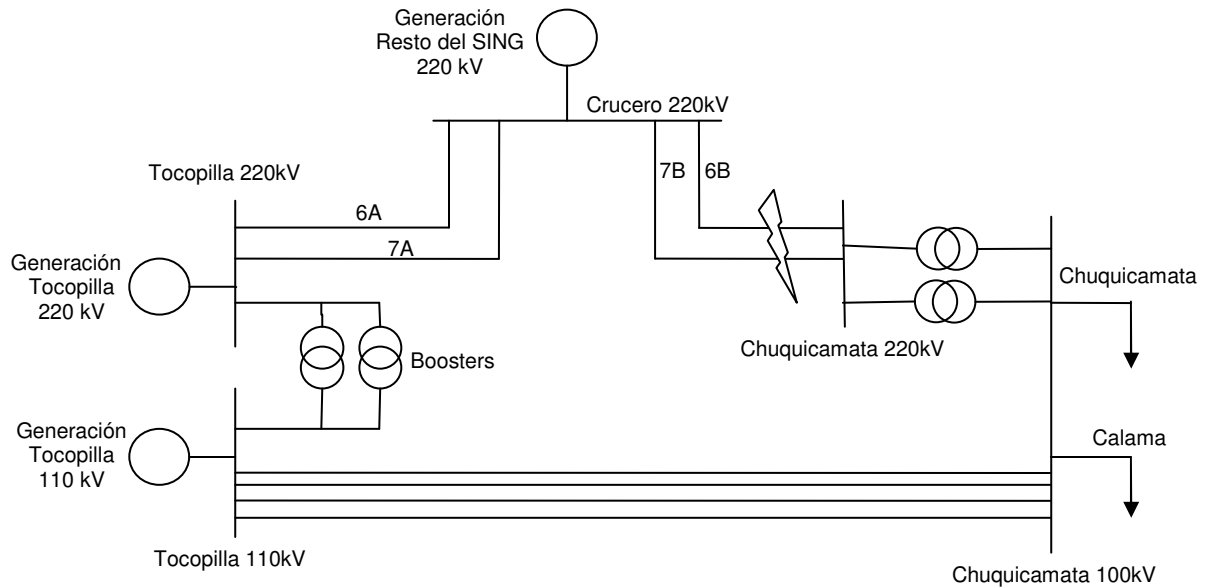 Generación
Resto del SING
220 kV
Crucero 220kV
Tocopilla 220kV
7B
6B
6A
7A
Generación
Tocopilla
220 kV
Chuquicamata
Boosters
Chuquicamata 220kV
Generación
Tocopilla
110 kV
Calama
Tocopilla 110kV
Chuquicamata 100kV